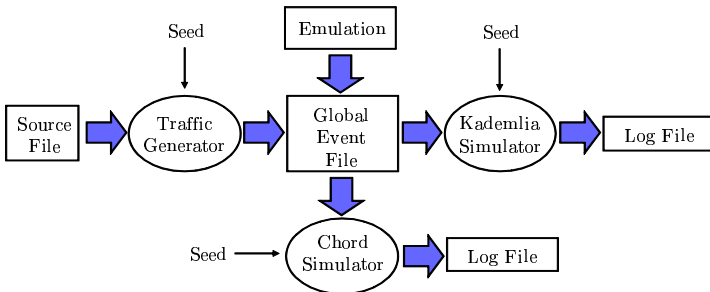 Seed
Emulation
Seed
Source
File
Traffic
Generator
Global
Event
File
Kademlia
Simulator
Log File
Seed
Chord
Simulator
Log File